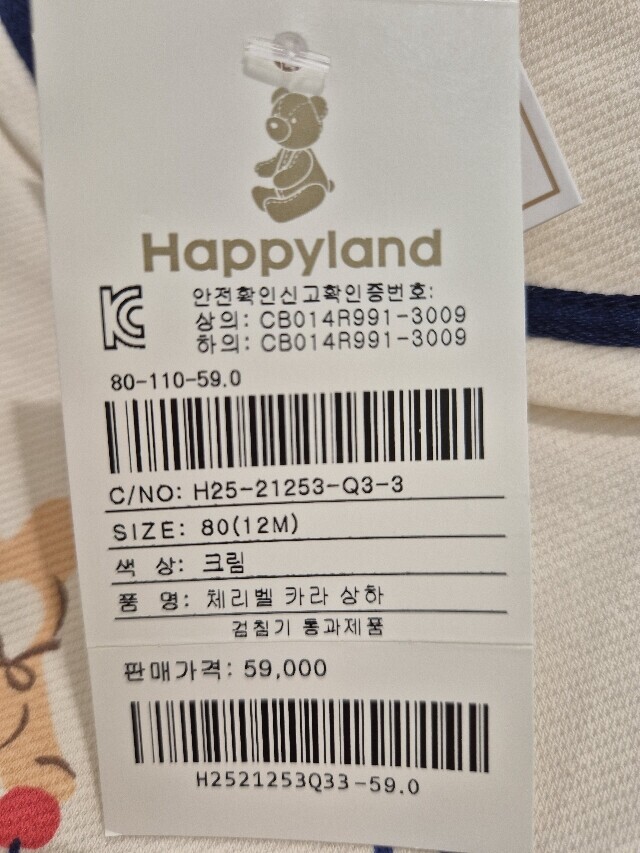 Happyland
안전확인신고확인증번호:
상의: CB014R991-3009
하의: CB014R991-3009
80-110-59.0
C/NO: H25-21253-Q3-3
SIZE: 80(12M)
색 상: 크림
품 명: 체리벨 카라 상하
검침기 통과제품
판매가격: 59,000
H2521253Q33-59.0